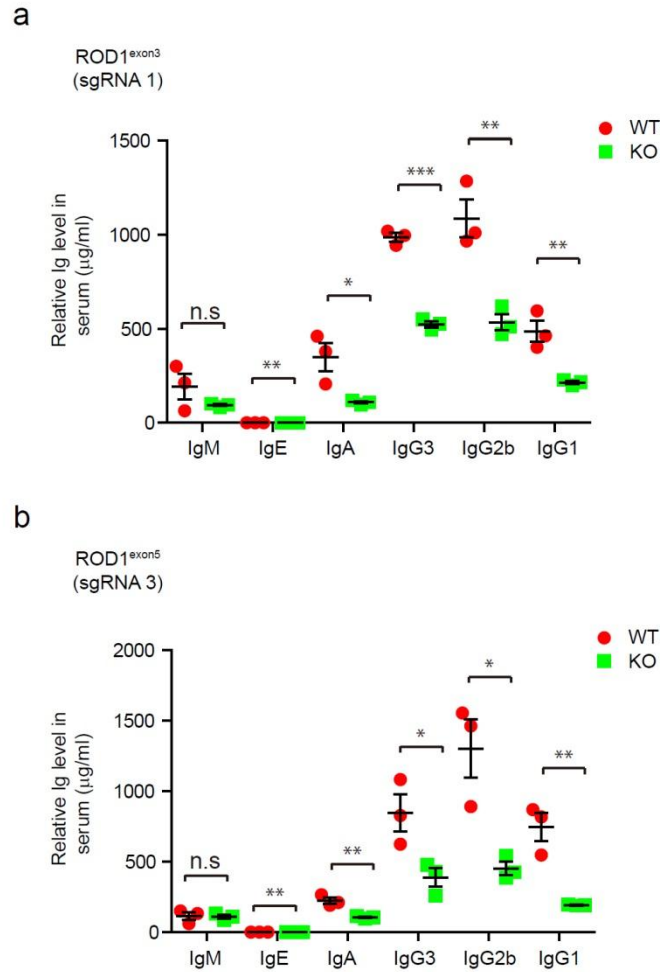 a
ROD1exon3
(sgRNA 1)
WT
KO
Relative Ig level in
serum (μg/ml)
1500
1000
500
0
n.s
**
*
***
**
**
IgM IgE IgA IgG3 IgG2b IgG1
b
ROD1exon5
(sgRNA 3)
WT
KO
Relative Ig level in
serum (μg/ml)
2000
1500
1000
500
0
n.s
**
**
*
*
**
IgM IgE IgA IgG3 IgG2b IgG1